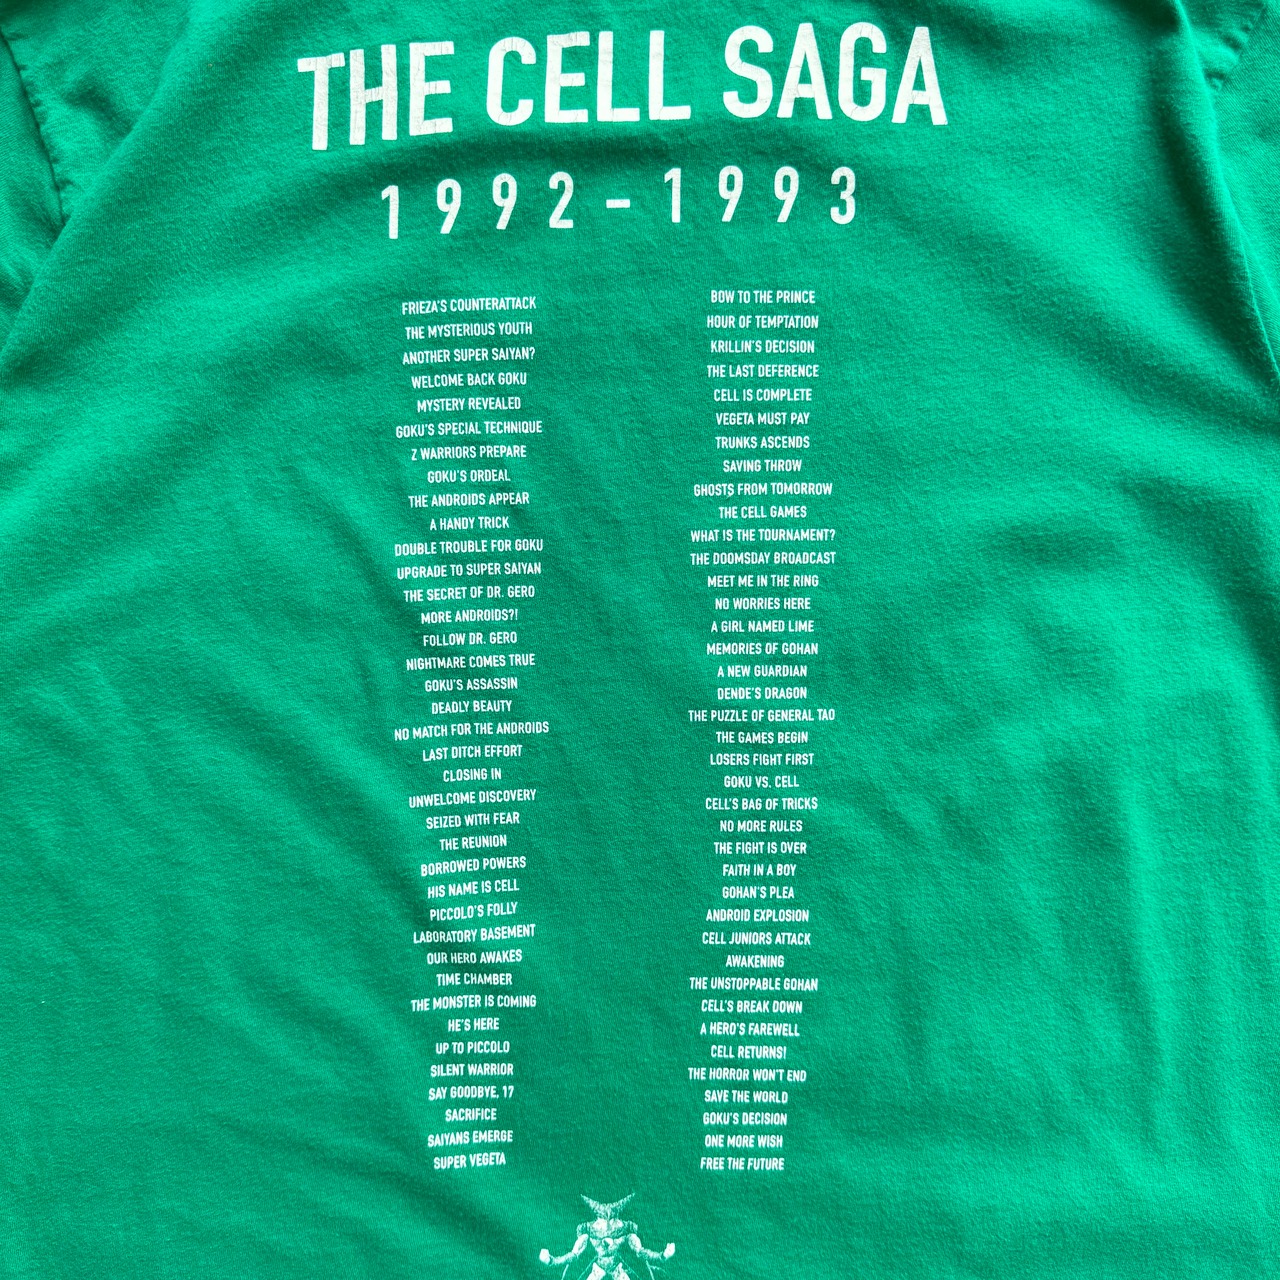 THE CELL SAGA
1992-1993
FRIEZA'S COUNTERATTACK
THE MYSTERIOUS YOUTH
ANOTHER SUPER SAIYAN?
WELCOME BACK GOKU
MYSTERY REVEALED
GOKU'S SPECIAL TECHNIQUE
Z WARRIORS PREPARE
GOKU'S ORDEAL
THE ANDROIDS APPEAR
A HANDY TRICK
DOUBLE TROUBLE FOR GOKU
UPGRADE TO SUPER SAIYAN
THE SECRET OF DR. GERO
MORE ANDROIDS?!
FOLLOW DR. GERO
NIGHTMARE COMES TRUE
GOKU'S ASSASSIN
DEADLY BEAUTY
NO MATCH FOR THE ANDROIDS
LAST DITCH EFFORT
CLOSING IN
UNWELCOME DISCOVERY
SEIZED WITH FEAR
THE REUNION
BORROWED POWERS
HIS NAME IS CELL
PICCOLO'S FOLLY
LABORATORY BASEMENT
OUR HERO AWAKES
TIME CHAMBER
THE MONSTER IS COMING
HE'S HERE
UP TO PICCOLO
SILENT WARRIOR
SAY GOODBYE, 17
SACRIFICE
SAIYANS EMERGE
SUPER VEGETA
BOW TO THE PRINCE
HOUR OF TEMPTATION
KRILLIN'S DECISION
THE LAST DEFERENCE
CELL IS COMPLETE
VEGETA MUST PAY
TRUNKS ASCENDS
SAVING THROW
GHOSTS FROM TOMORROW
THE CELL GAMES
WHAT IS THE TOURNAMENT?
THE DOOMSDAY BROADCAST
MEET ME IN THE RING
NO WORRIES HERE
A GIRL NAMED LIME
MEMORIES OF GOHAN
A NEW GUARDIAN
DENDE'S DRAGON
THE PUZZLE OF GENERAL TAO
THE GAMES BEGIN
LOSERS FIGHT FIRST
GOKU VS. CELL
CELL'S BAG OF TRICKS
NO MORE RULES
THE FIGHT IS OVER
FAITH IN A BOY
GOHAN'S PLEA
ANDROID EXPLOSION
CELL JUNIORS ATTACK
AWAKENING
THE UNSTOPPABLE GOHAN
CELL'S BREAK DOWN
A HERO'S FAREWELL
CELL RETURNS!
THE HORROR WON'T END
SAVE THE WORLD
GOKU'S DECISION
ONE MORE WISH
FREE THE FUTURE